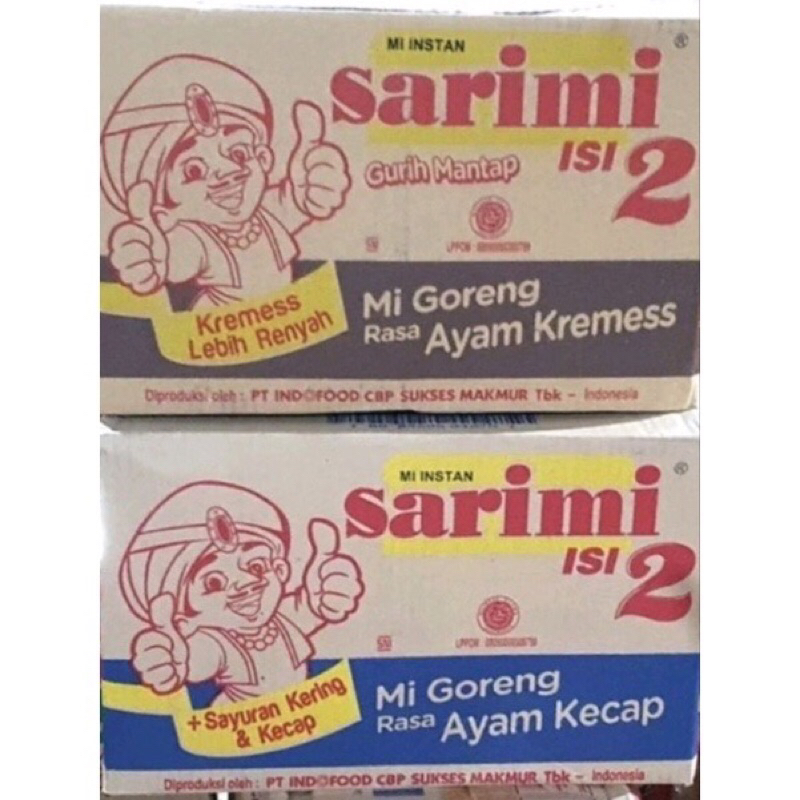 MI INSTAN
sarimi ®
ISI 2
Gurih Mantap
SNI
Kremess
Lebih Renyah
Mi Goreng
Rasa Ayam Kremess
Diproduksi oleh : PT INDOFOOD CBP SUKSES MAKMUR Tbk – Indonesia
MI INSTAN
sarimi ®
ISI 2
SNI
+ Sayuran Kering
& Kecap
Mi Goreng
Rasa Ayam Kecap
Diproduksi oleh : PT INDOFOOD CBP SUKSES MAKMUR Tbk – Indonesia